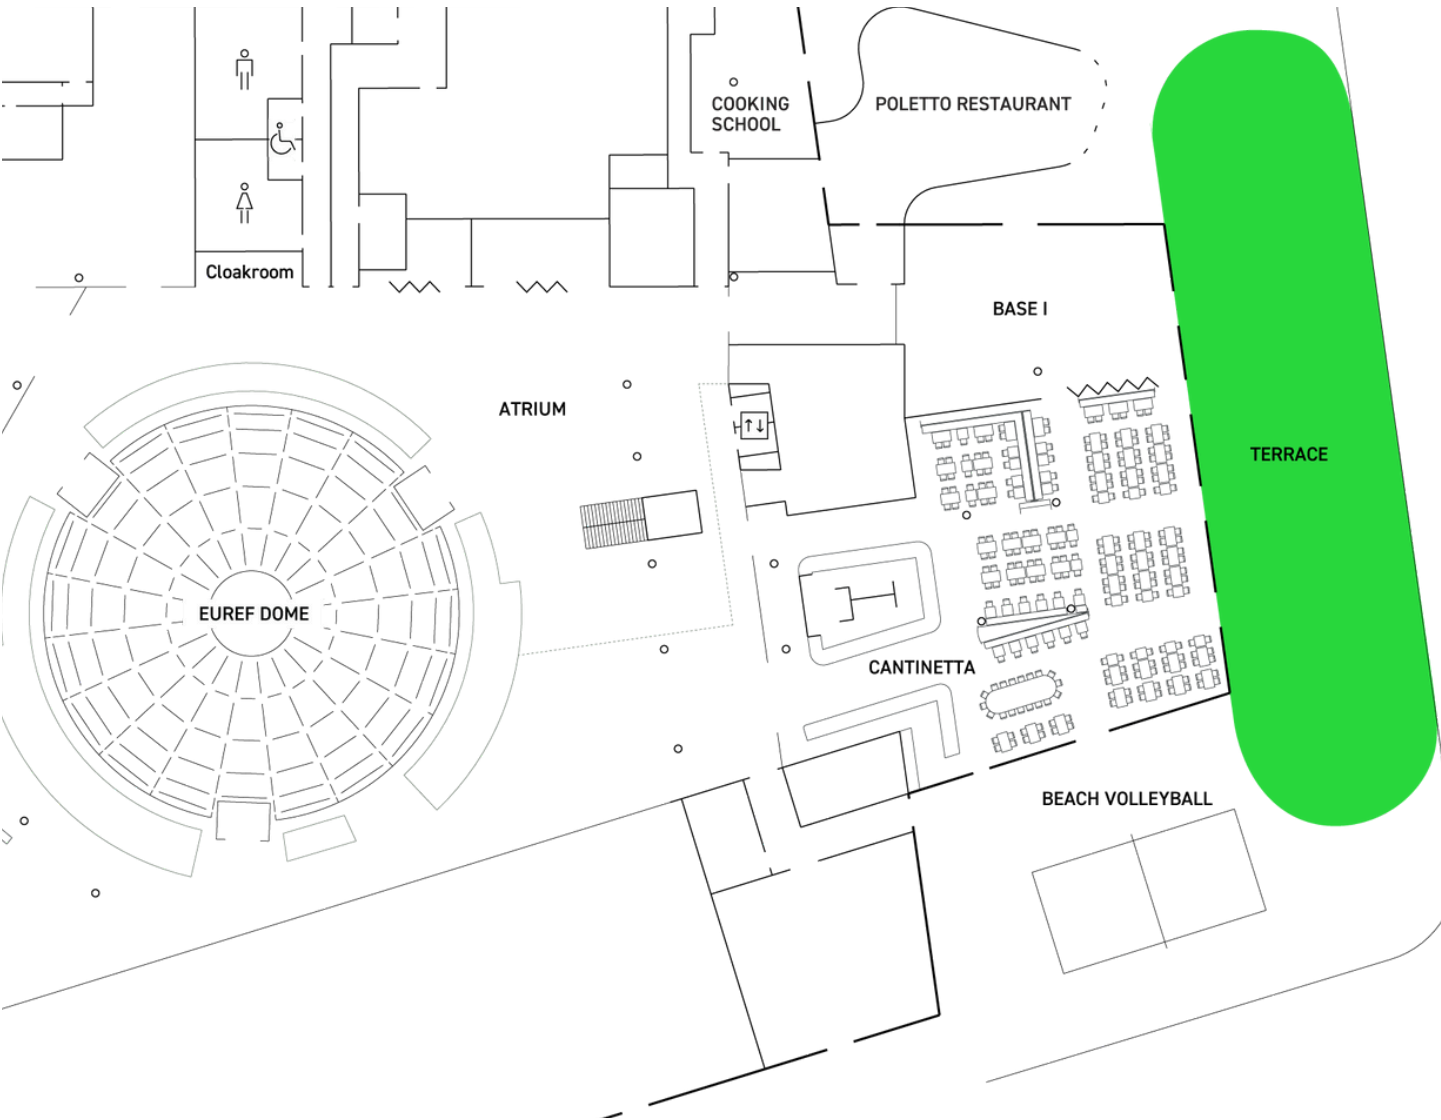 COOKING
SCHOOL
POLETTO RESTAURANT
Cloakroom
BASE I
ATRIUM
TERRACE
EUREF DOME
CANTINETTA
BEACH VOLLEYBALL